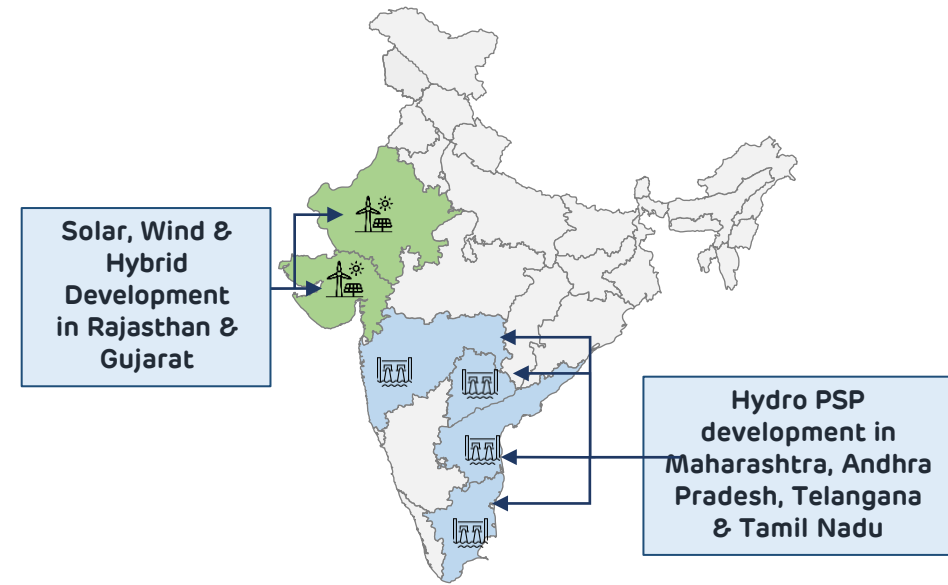 Solar, Wind &
Hybrid
Development
in Rajasthan &
Gujarat
Hydro PSP
development in
Maharashtra, Andhra
Pradesh, Telangana
& Tamil Nadu